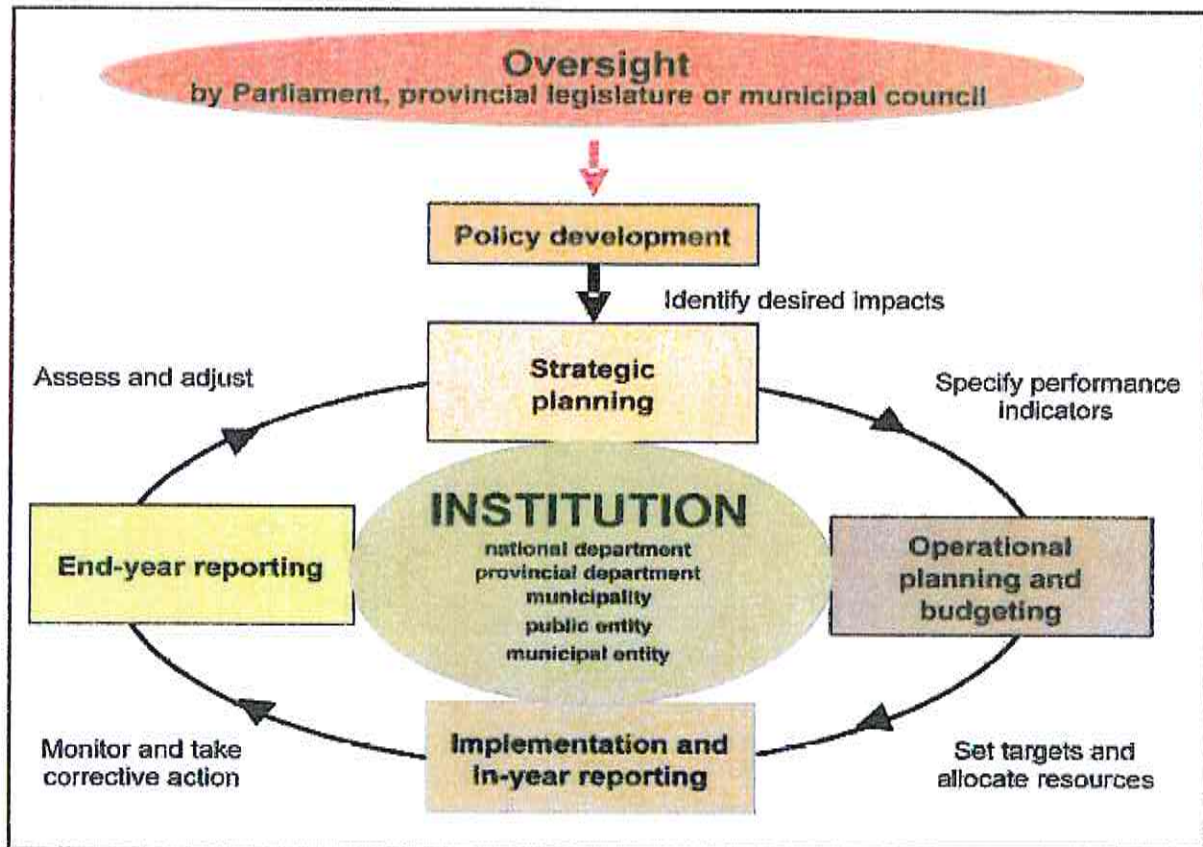 Oversight
by Parliament, provincial legislature or municipal council
Policy development
Identify desired impacts
Strategic
planning
Assess and adjust
Specify performance
indicators
INSTITUTION
national department
provincial department
municipality
public entity
municipal entity
End-year reporting
Operational
planning and
budgeting
Implementation and
in-year reporting
Monitor and take
corrective action
Set targets and
allocate resources